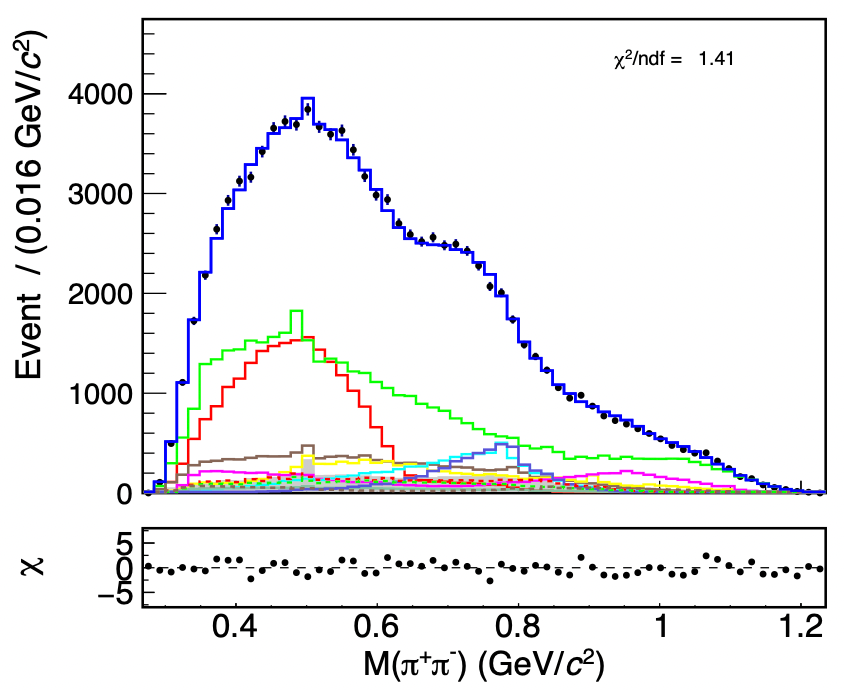 Event / (0.016 GeV/c²)
χ²/ndf = 1.41
4000
3000
2000
1000
0
χ
5
0
−5
0.4 0.6 0.8 1 1.2
M(π⁺π⁻) (GeV/c²)